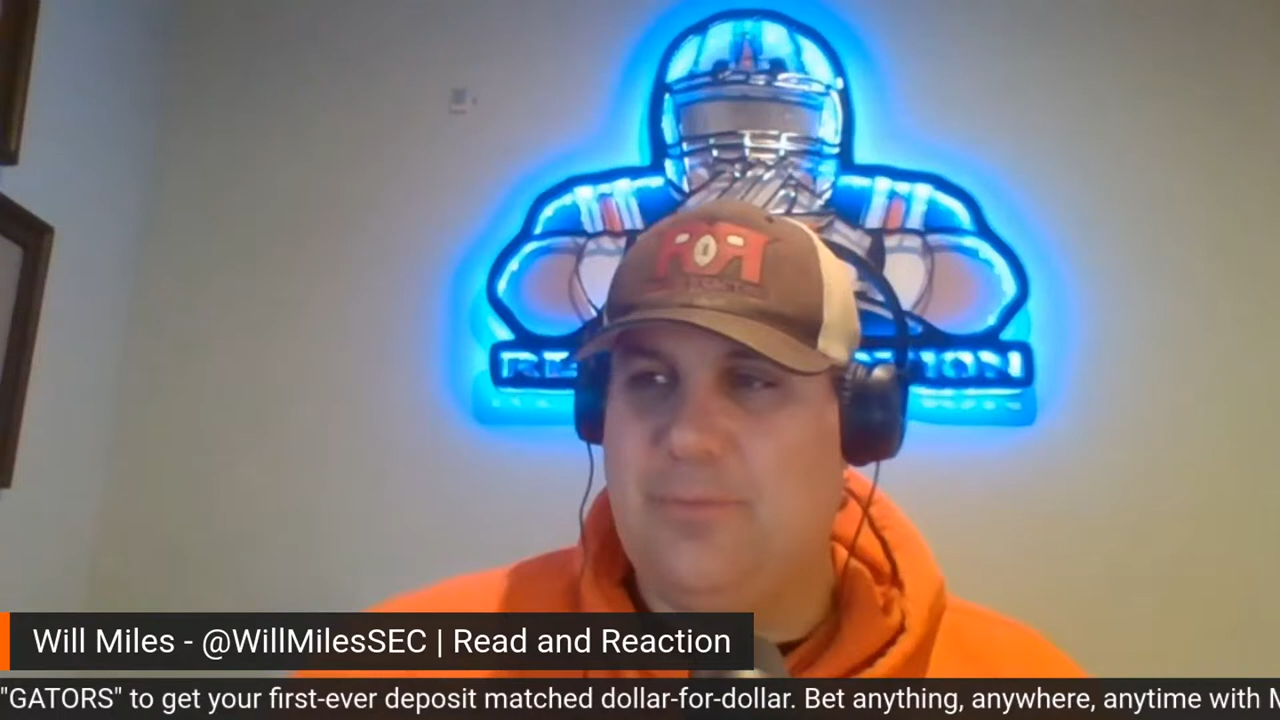 RAR
Will Miles - @WillMilesSEC | Read and Reaction
"GATORS" to get your first-ever deposit matched dollar-for-dollar. Bet anything, anywhere, anytime with M